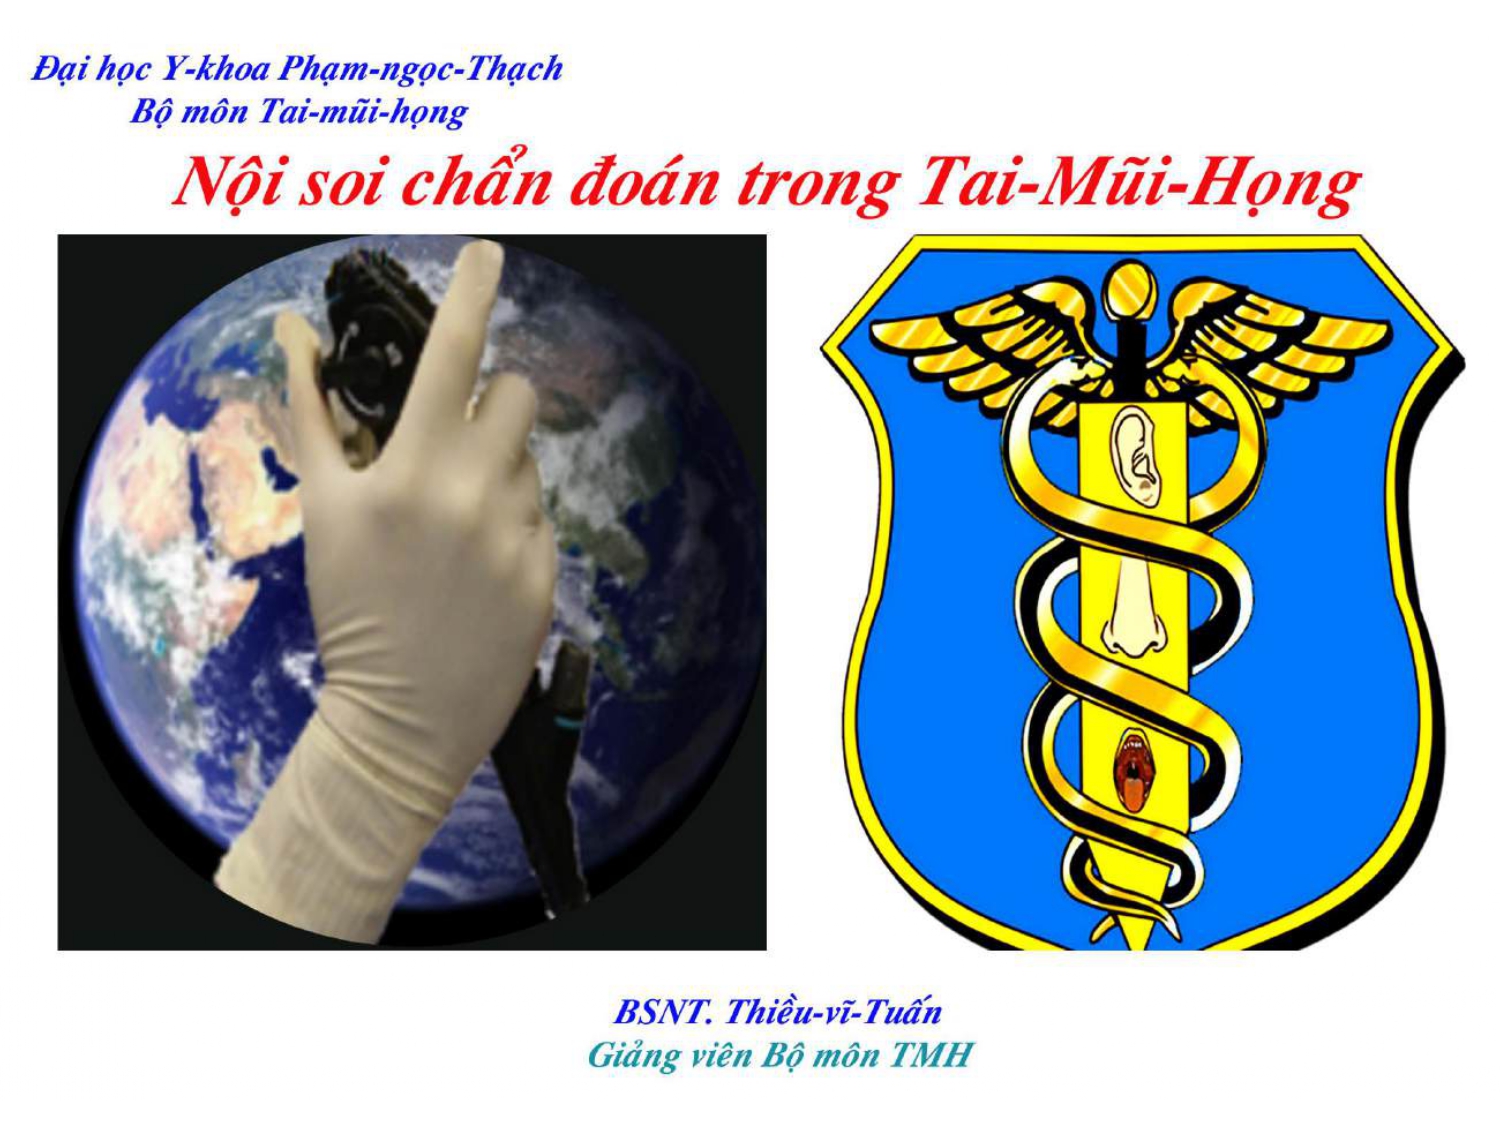 Đại học Y-khoa Phạm-ngọc-Thạch
Bộ môn Tai-mũi-họng
Nội soi chẩn đoán trong Tai-Mũi-Họng
BSNT. Thiều-vĩ-Tuấn
Giảng viên Bộ môn TMH